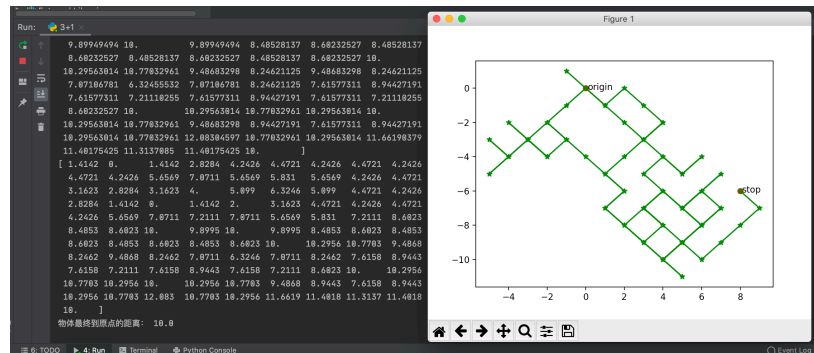 Run: 3+1 ×
9.89949494 10. 9.89949494 8.48528137 8.60232527 8.48528137
8.60232527 8.48528137 8.60232527 8.48528137 8.60232527 10.
10.29563014 10.77032961 9.48683298 8.24621125 9.48683298 8.24621125
7.07106781 6.32455532 7.07106781 8.24621125 7.61577311 8.94427191
7.61577311 7.21110255 7.61577311 8.94427191 7.61577311 7.21110255
8.60232527 10. 10.29563014 10.77032961 10.29563014 10.
10.29563014 10.77032961 9.48683298 8.94427191 7.61577311 8.94427191
10.29563014 10.77032961 12.08304597 10.77032961 10.29563014 11.66190379
11.40175425 11.3137085 11.40175425 10. ]
[ 1.4142 0. 1.4142 2.8284 4.2426 4.4721 4.2426 4.4721 4.2426
4.4721 4.2426 5.6569 7.0711 5.6569 5.831 5.6569 4.2426 4.4721
3.1623 2.8284 3.1623 4. 5.099 6.3246 5.099 4.4721 4.2426
2.8284 1.4142 0. 1.4142 2. 3.1623 4.4721 4.2426 4.4721
4.2426 5.6569 7.0711 7.2111 7.0711 5.6569 5.831 7.2111 8.6023
8.4853 8.6023 10. 9.8995 10. 9.8995 8.4853 8.6023 8.4853
8.6023 8.4853 8.6023 8.4853 8.6023 10. 10.2956 10.7703 9.4868
8.2462 9.4868 8.2462 7.0711 6.3246 7.0711 8.2462 7.6158 8.9443
7.6158 7.2111 7.6158 8.9443 7.6158 7.2111 8.6023 10. 10.2956
10.7703 10.2956 10. 10.2956 10.7703 9.4868 8.9443 7.6158 8.9443
10.2956 10.7703 12.083 10.7703 10.2956 11.6619 11.4018 11.3137 11.4018
10. ]
物体最终到原点的距离： 10.0
6: TODO 4: Run Terminal Python Console Event Log
Figure 1
origin
stop
0
−2
−4
−6
−8
−10
−4 −2 0 2 4 6 8